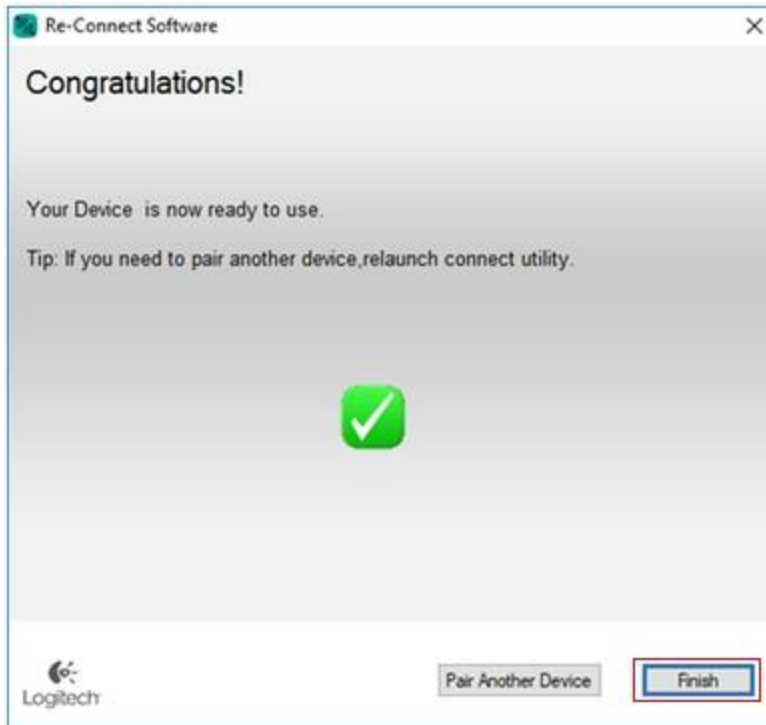 Re-Connect Software
Congratulations!
Your Device is now ready to use.
Tip: If you need to pair another device,relaunch connect utility.
Logitech
Pair Another Device
Finish